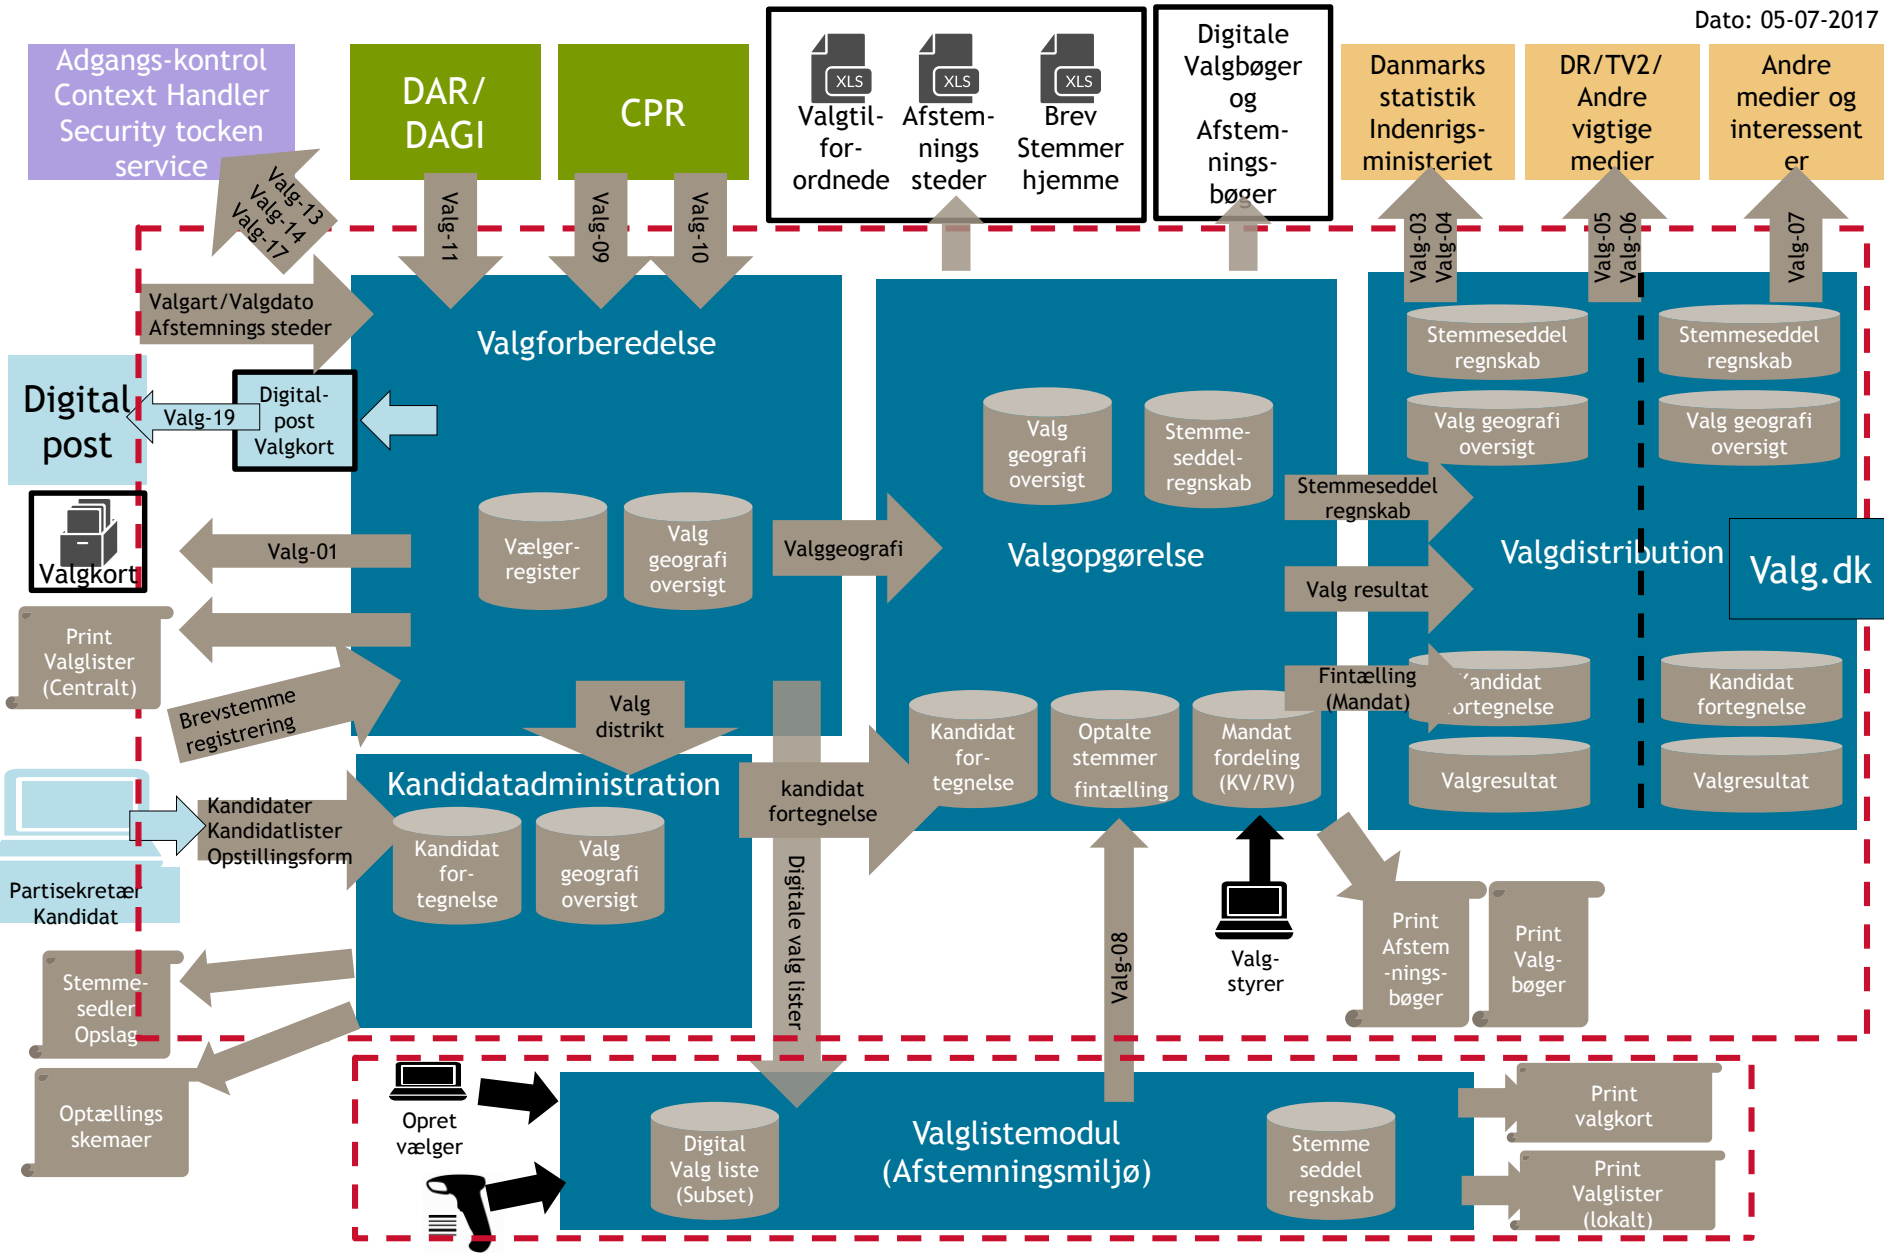 Dato: 05-07-2017
Adgangs-kontrol
Context Handler
Security tocken
service
DAR/
DAGI
CPR
XLS
Valgtil-
for-
ordnede
XLS
Afstem-
nings
steder
XLS
Brev
Stemmer
hjemme
Digitale
Valgbøger
og
Afstem-
nings-
bøger
Danmarks
statistik
Indenrigs-
ministeriet
DR/TV2/
Andre
vigtige
medier
Andre
medier og
interessent
er
Valg-13
Valg-14
Valg-17
Valg-11
Valg-09
Valg-10
Valg-03
Valg-04
Valg-05
Valg-06
Valg-07
Valgart/Valgdato
Afstemnings steder
Valgforberedelse
Digital
post
Valg-19
Digital-
post
Valgkort
Valgkort
Valg-01
Vælger-
register
Valg
geografi
oversigt
Valggeografi
Print
Valglister
(Centralt)
Brevstemme
registrering
Valg
distrikt
Valg
geografi
oversigt
Stemme-
seddel-
regnskab
Valgopgørelse
Kandidat
for-
tegnelse
Optalte
stemmer
fintælling
Mandat
fordeling
(KV/RV)
Stemmeseddel
regnskab
Valg resultat
Fintælling
(Mandat)
Stemmeseddel
regnskab
Valg geografi
oversigt
Stemmeseddel
regnskab
Valg geografi
oversigt
Valgdistribution
Valg.dk
Kandidat
fortegnelse
Valgresultat
Kandidat
fortegnelse
Valgresultat
Partisekretær
Kandidat
Kandidater
Kandidatlister
Opstillingsform
Kandidatadministration
Kandidat
for-
tegnelse
Valg
geografi
oversigt
kandidat
fortegnelse
Digitale valg lister
Valg-08
Valg-
styrer
Print
Afstem
-nings-
bøger
Print
Valg-
bøger
Stemme-
sedler
Opslag
Optællings
skemaer
Opret
vælger
Digital
Valg liste
(Subset)
Valglistemodul
(Afstemningsmiljø)
Stemme
seddel
regnskab
Print
valgkort
Print
Valglister
(lokalt)